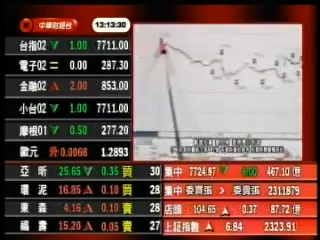 中華財經台 13:13:30
台指02 ▽ 1.00 7711.00
電子02 = 0.00 287.30
金融02 △ 2.00 853.00
小台02 ▽ 1.00 7711.00
摩根01 ▽ 0.50 277.20
歐元 升 0.0068 1.2893
亞昕 25.65 ▽ 0.35 買 30
環泥 16.85 △ 0.10 買 28
東森 4.16 △ 0.10 賣 28
福壽 15.20 △ 0.05 賣 27
集中 7724.87 ▽ 467.10 億
集中 委買張 > 委賣張 2311879
店頭 104.65 △ 0.37 87.72 億
上証指數 △ 6.84 2323.91